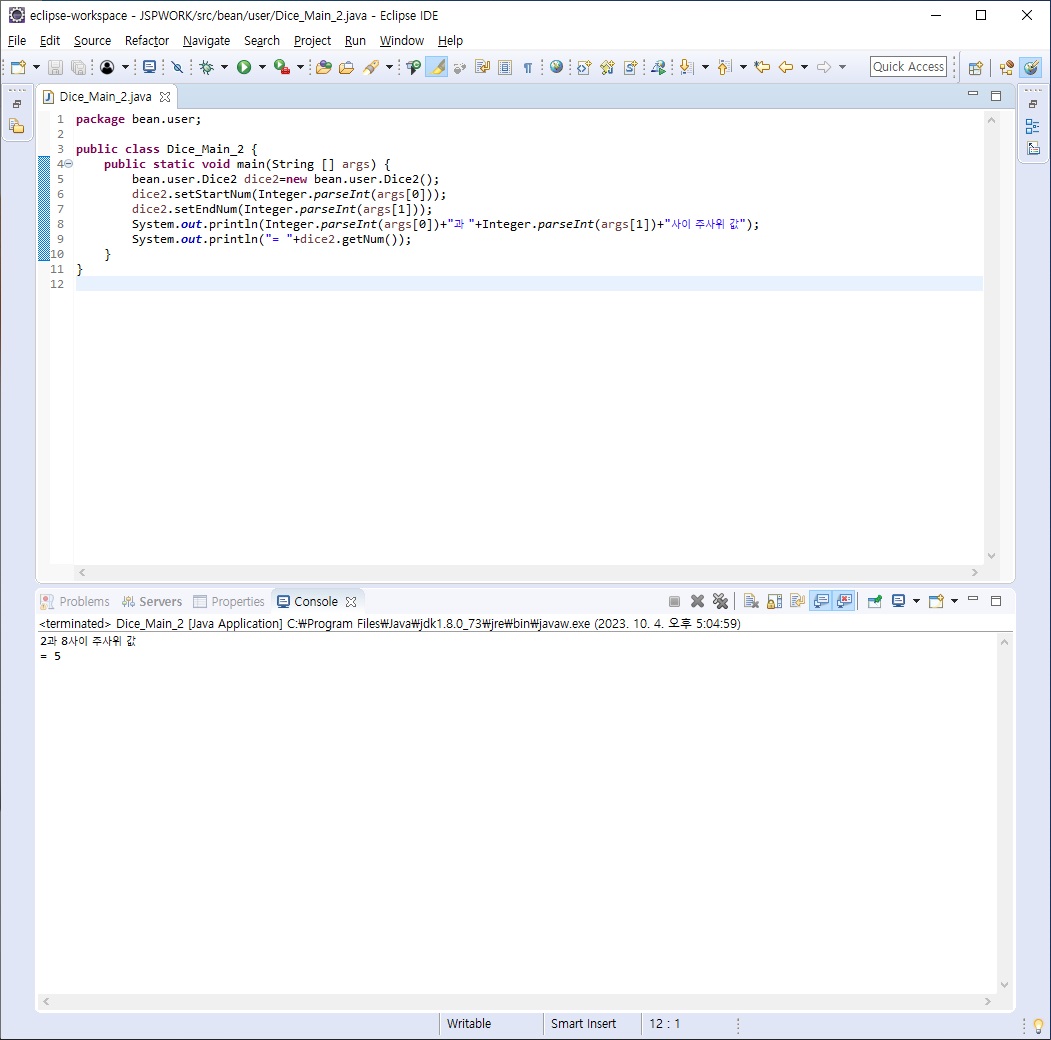 eclipse-workspace - JSPWORK/src/bean/user/Dice_Main_2.java - Eclipse IDE
File Edit Source Refactor Navigate Search Project Run Window Help
Quick Access
Dice_Main_2.java
1 package bean.user;
2
3 public class Dice_Main_2 {
4 public static void main(String [] args) {
5 bean.user.Dice2 dice2=new bean.user.Dice2();
6 dice2.setStartNum(Integer.parseInt(args[0]));
7 dice2.setEndNum(Integer.parseInt(args[1]));
8 System.out.println(Integer.parseInt(args[0])+"과 "+Integer.parseInt(args[1])+"사이 주사위 값");
9 System.out.println("= "+dice2.getNum());
10 }
11 }
12
Problems Servers Properties Console
<terminated> Dice_Main_2 [Java Application] C:₩Program Files₩Java₩jdk1.8.0_73₩jre₩bin₩javaw.exe (2023. 10. 4. 오후 5:04:59)
2과 8사이 주사위 값
= 5
Writable Smart Insert 12 : 1